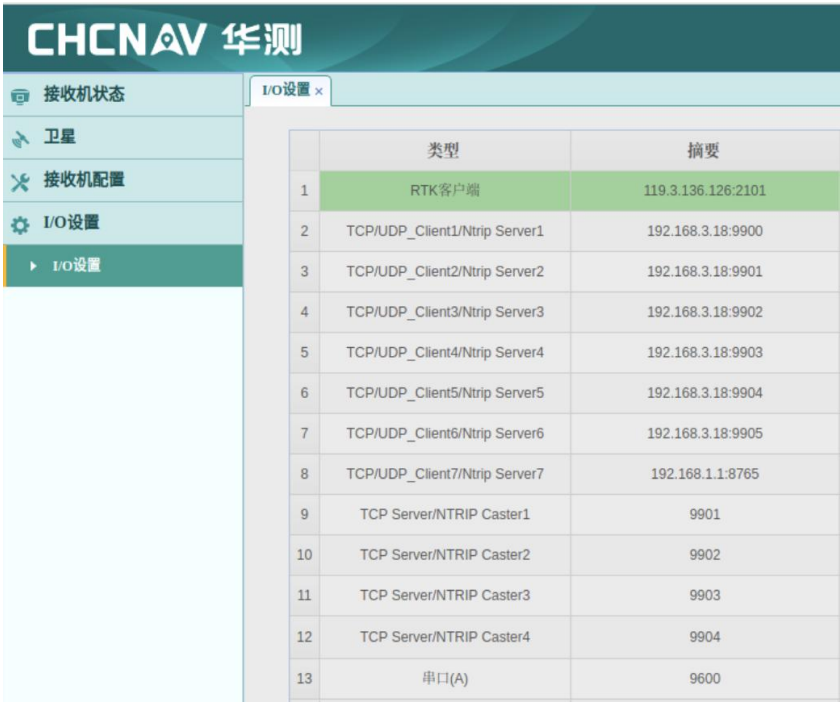 CHCNAV 华测
接收机状态
卫星
接收机配置
I/O设置
I/O设置
I/O设置 ×
类型 摘要
1 RTK客户端 119.3.136.126:2101
2 TCP/UDP_Client1/Ntrip Server1 192.168.3.18:9900
3 TCP/UDP_Client2/Ntrip Server2 192.168.3.18:9901
4 TCP/UDP_Client3/Ntrip Server3 192.168.3.18:9902
5 TCP/UDP_Client4/Ntrip Server4 192.168.3.18:9903
6 TCP/UDP_Client5/Ntrip Server5 192.168.3.18:9904
7 TCP/UDP_Client6/Ntrip Server6 192.168.3.18:9905
8 TCP/UDP_Client7/Ntrip Server7 192.168.1.1:8765
9 TCP Server/NTRIP Caster1 9901
10 TCP Server/NTRIP Caster2 9902
11 TCP Server/NTRIP Caster3 9903
12 TCP Server/NTRIP Caster4 9904
13 串口(A) 9600